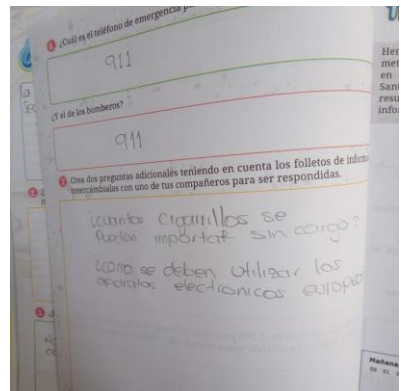 ¿Cuál es el teléfono de emergencia
911
¿Y el de los bomberos?
911
Crea dos preguntas adicionales teniendo en cuenta los folletos de
intercámbialas con uno de tus compañeros para ser respondidas.
¿cuantos cigarrillos se
importar sin cargo?
¿como se deben utilizar los
aparatos electronicos europeos
Mañana